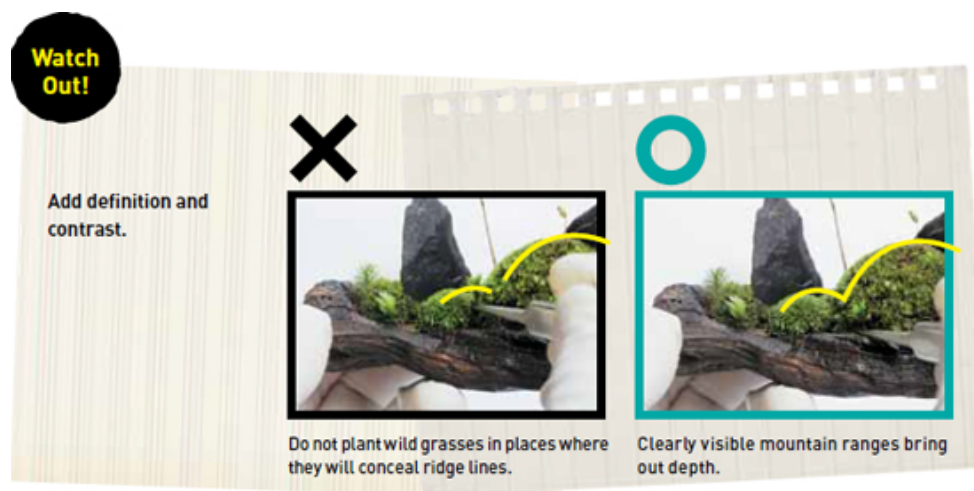 Watch
Out!
Add definition and
contrast.
Do not plant wild grasses in places where
they will conceal ridge lines.
Clearly visible mountain ranges bring
out depth.